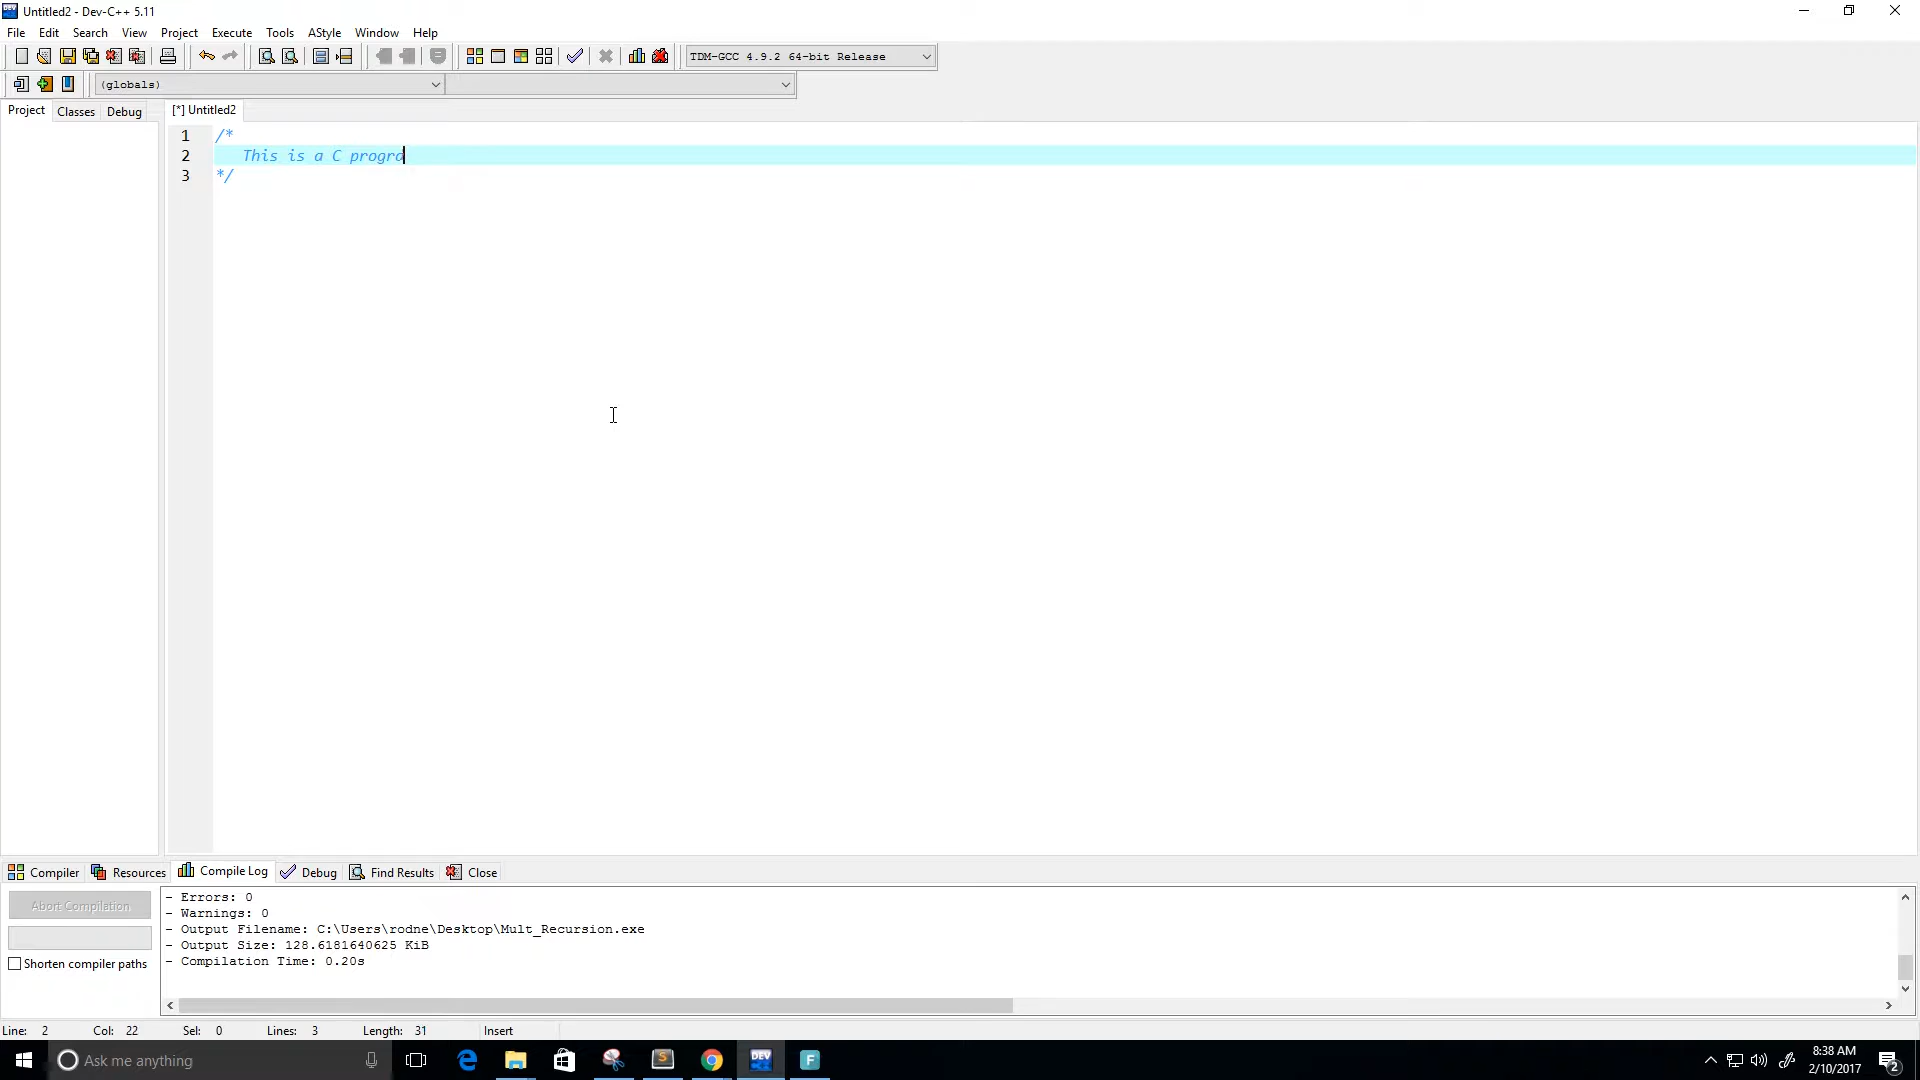 Untitled2 - Dev-C++ 5.11
File Edit Search View Project Execute Tools AStyle Window Help
TDM-GCC 4.9.2 64-bit Release
(globals)
Project Classes Debug [*] Untitled2
1 /*
2 This is a C progra
3 */
Compiler Resources Compile Log Debug Find Results Close
Abort Compilation
Shorten compiler paths
- Errors: 0
- Warnings: 0
- Output Filename: C:\Users\rodne\Desktop\Mult_Recursion.exe
- Output Size: 128.6181640625 KiB
- Compilation Time: 0.20s
Line: 2 Col: 22 Sel: 0 Lines: 3 Length: 31 Insert
Ask me anything
DEV
S
F
8:38 AM
2/10/2017
2